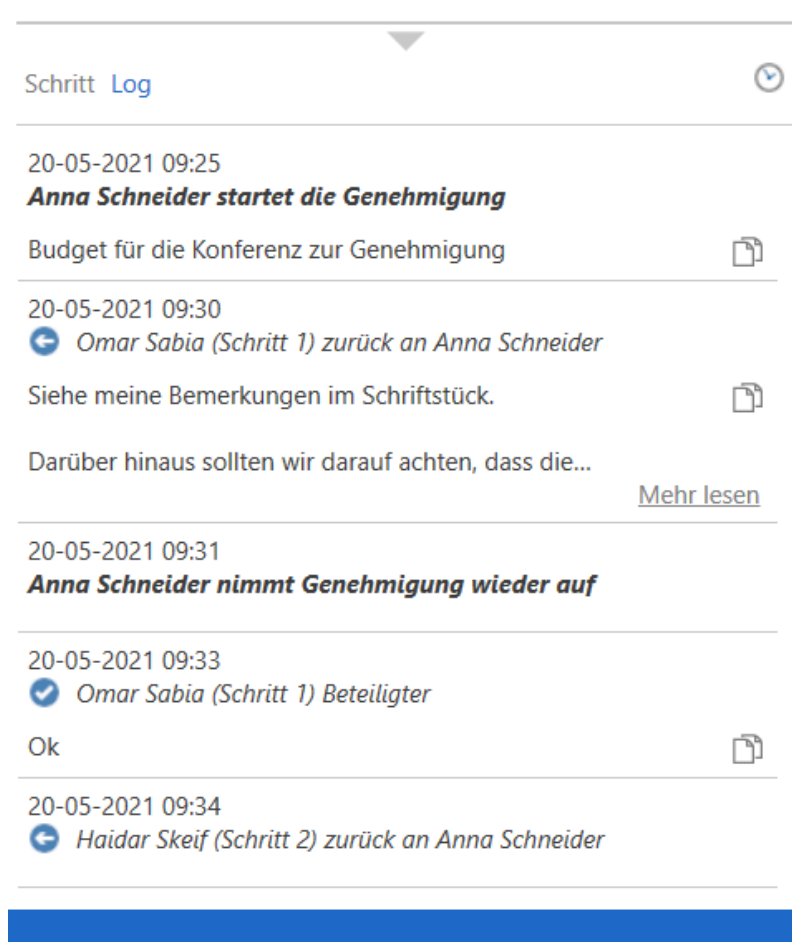 Schritt Log
20-05-2021 09:25
Anna Schneider startet die Genehmigung
Budget für die Konferenz zur Genehmigung
20-05-2021 09:30
Omar Sabia (Schritt 1) zurück an Anna Schneider
Siehe meine Bemerkungen im Schriftstück.
Darüber hinaus sollten wir darauf achten, dass die...
Mehr lesen
20-05-2021 09:31
Anna Schneider nimmt Genehmigung wieder auf
20-05-2021 09:33
Omar Sabia (Schritt 1) Beteiligter
Ok
20-05-2021 09:34
Haidar Skeif (Schritt 2) zurück an Anna Schneider